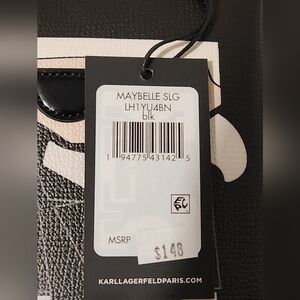 MAYBELLE SLG
LH1YU4BN
blk
1 94775 43142 5
MSRP
$148
KARLLAGERFELDPARIS.COM